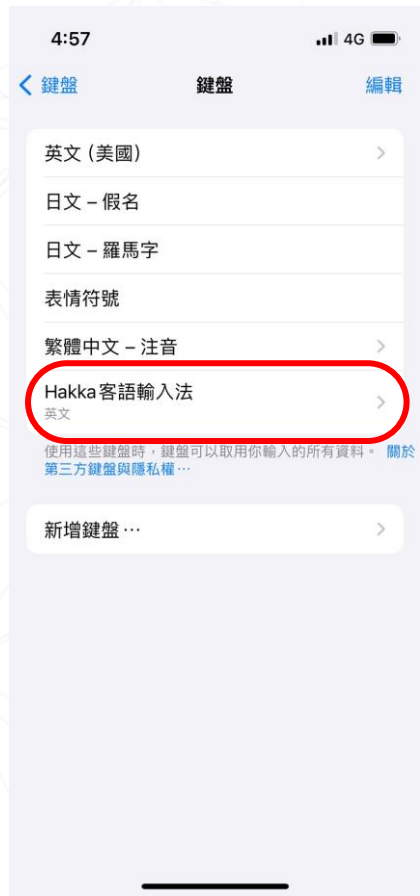 4:57
4G
鍵盤
鍵盤
編輯
英文 (美國)
日文 – 假名
日文 – 羅馬字
表情符號
繁體中文 – 注音
Hakka客語輸入法
英文
使用這些鍵盤時，鍵盤可以取用你輸入的所有資料。 關於
第三方鍵盤與隱私權⋯
新增鍵盤 ⋯